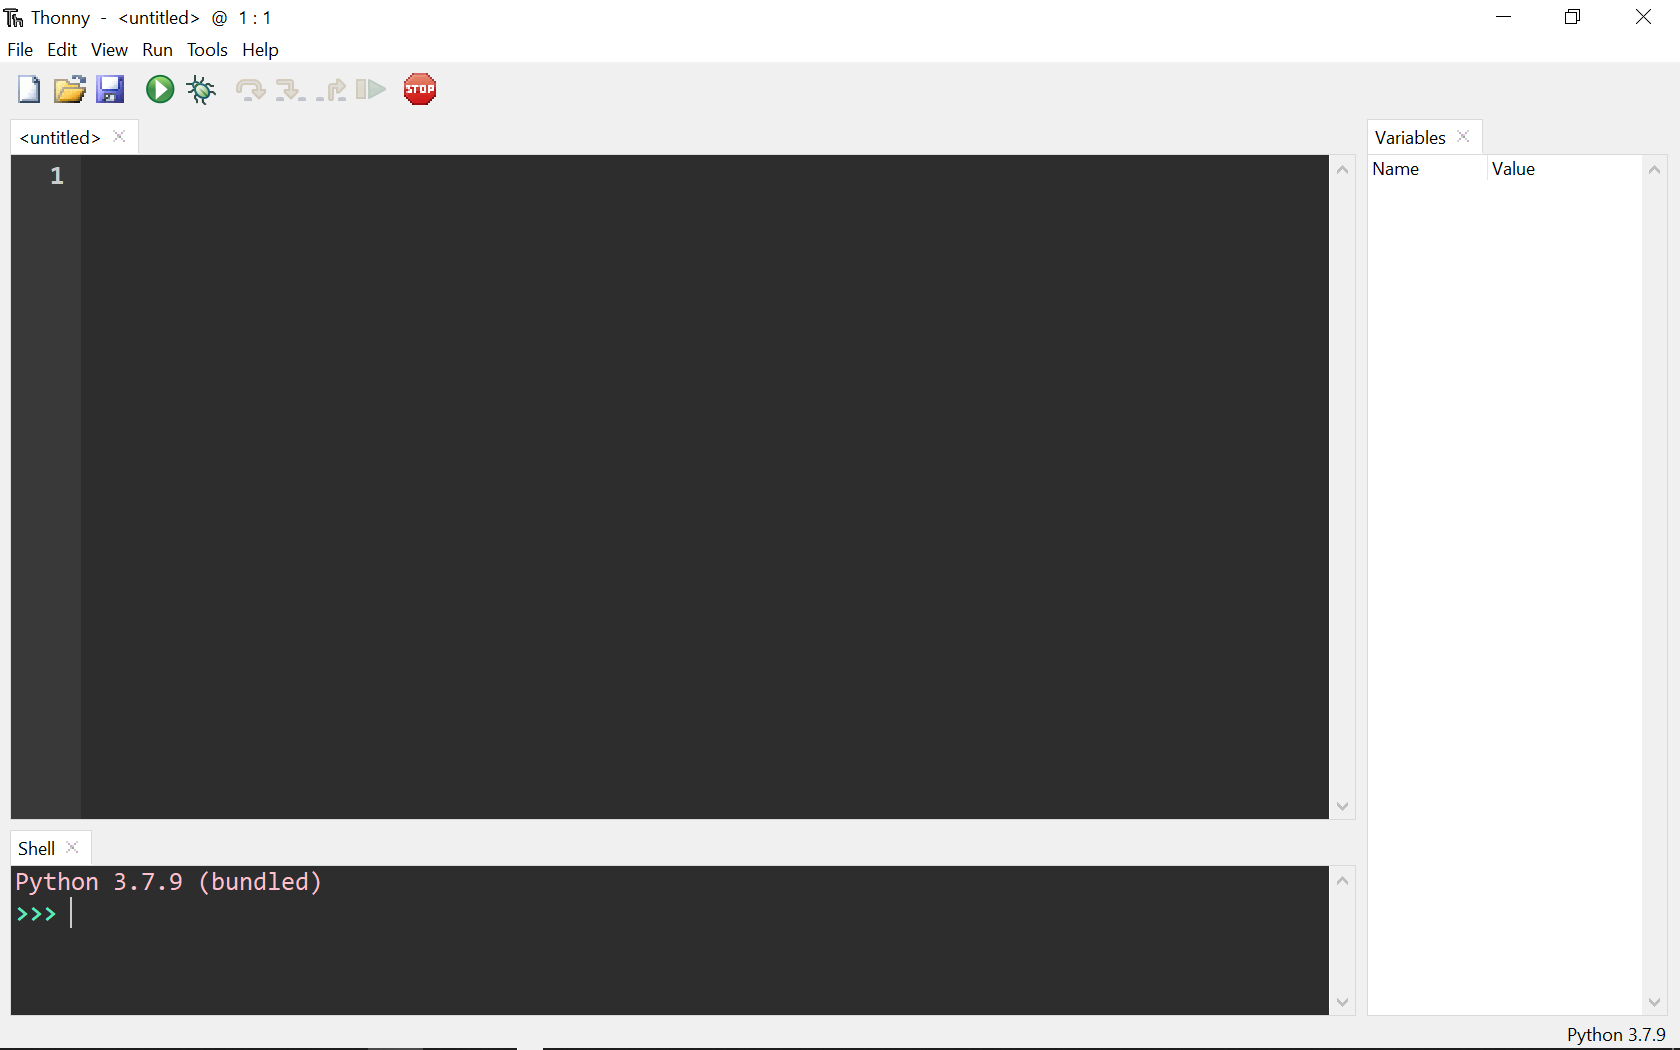 Thonny - <untitled> @ 1 : 1
File Edit View Run Tools Help
STOP
<untitled>
Variables
Name Value
1
Shell
Python 3.7.9 (bundled)
>>>
Python 3.7.9